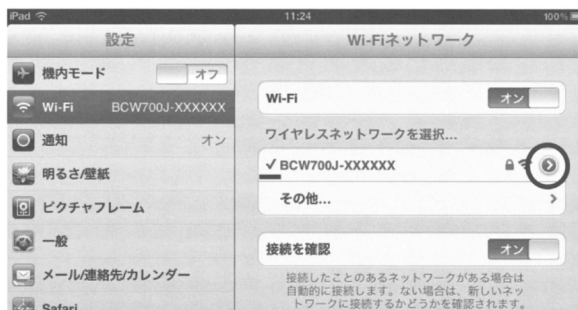 iPad 11:24 100%
設定
機内モード オフ
Wi-Fi BCW700J-XXXXXX
通知 オン
明るさ/壁紙
ピクチャフレーム
一般
メール/連絡先/カレンダー
Safari
Wi-Fiネットワーク
Wi-Fi オン
ワイヤレスネットワークを選択...
✓ BCW700J-XXXXXX
その他...
接続を確認 オン
接続したことのあるネットワークがある場合は
自動的に接続します。ない場合は、新しいネッ
トワークに接続するかどうかを確認されます。